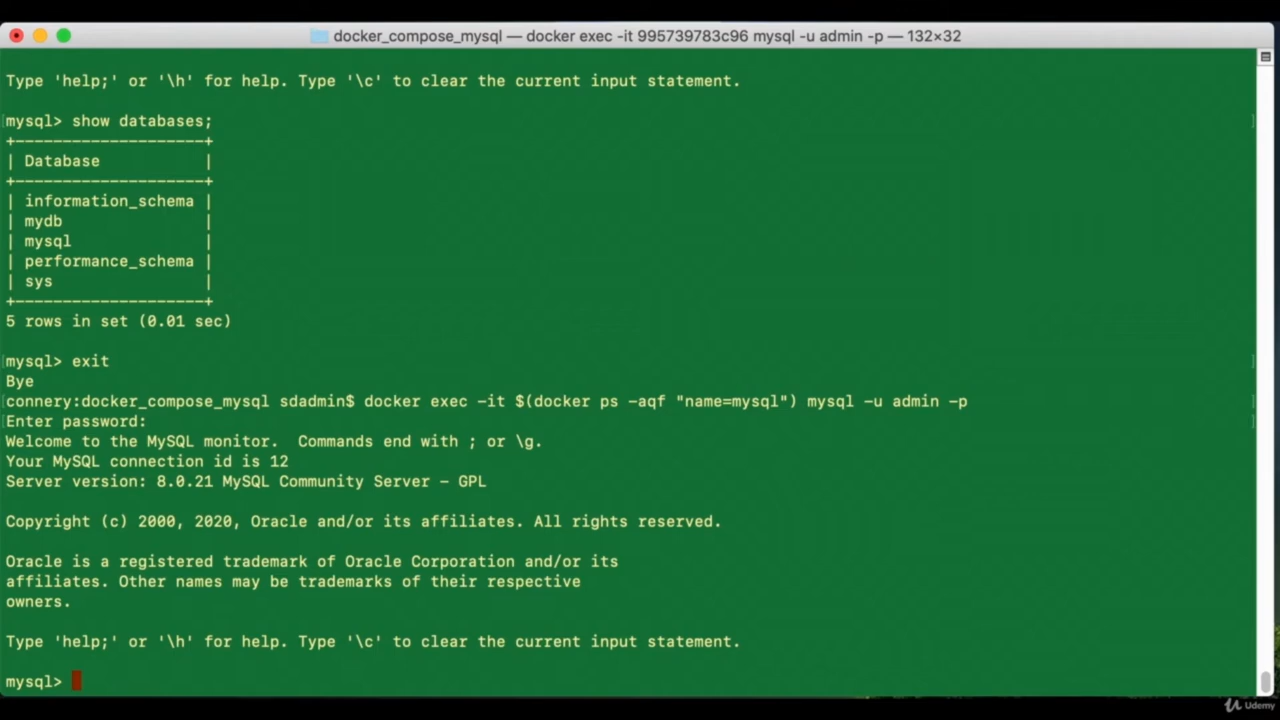 docker_compose_mysql — docker exec -it 995739783c96 mysql -u admin -p — 132×32
Type 'help;' or '\h' for help. Type '\c' to clear the current input statement.
[mysql> show databases; ]
+--------------------+
| Database           |
+--------------------+
| information_schema |
| mydb               |
| mysql              |
| performance_schema |
| sys                |
+--------------------+
5 rows in set (0.01 sec)
[mysql> exit ]
Bye
[connery:docker_compose_mysql sdadmin$ docker exec -it $(docker ps -aqf "name=mysql") mysql -u admin -p ]
[Enter password: ]
Welcome to the MySQL monitor.  Commands end with ; or \g.
Your MySQL connection id is 12
Server version: 8.0.21 MySQL Community Server - GPL
Copyright (c) 2000, 2020, Oracle and/or its affiliates. All rights reserved.
Oracle is a registered trademark of Oracle Corporation and/or its
affiliates. Other names may be trademarks of their respective
owners.
Type 'help;' or '\h' for help. Type '\c' to clear the current input statement.
mysql>
Udemy